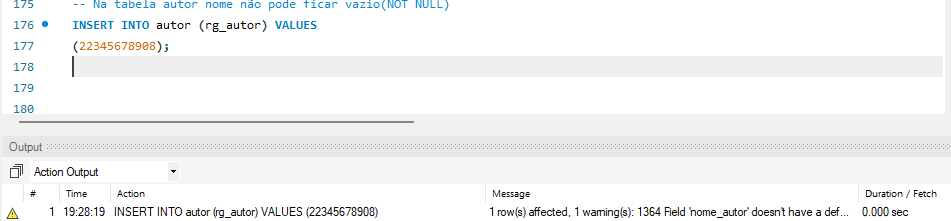 175 -- Na tabela autor nome não pode ficar vazio(NOT NULL)
176 INSERT INTO autor (rg_autor) VALUES
177 (22345678908);
178
179
180
Output
Action Output
# Time Action Message Duration / Fetch
1 19:28:19 INSERT INTO autor (rg_autor) VALUES (22345678908) 1 row(s) affected, 1 warning(s): 1364 Field 'nome_autor' doesn't have a def... 0.000 sec